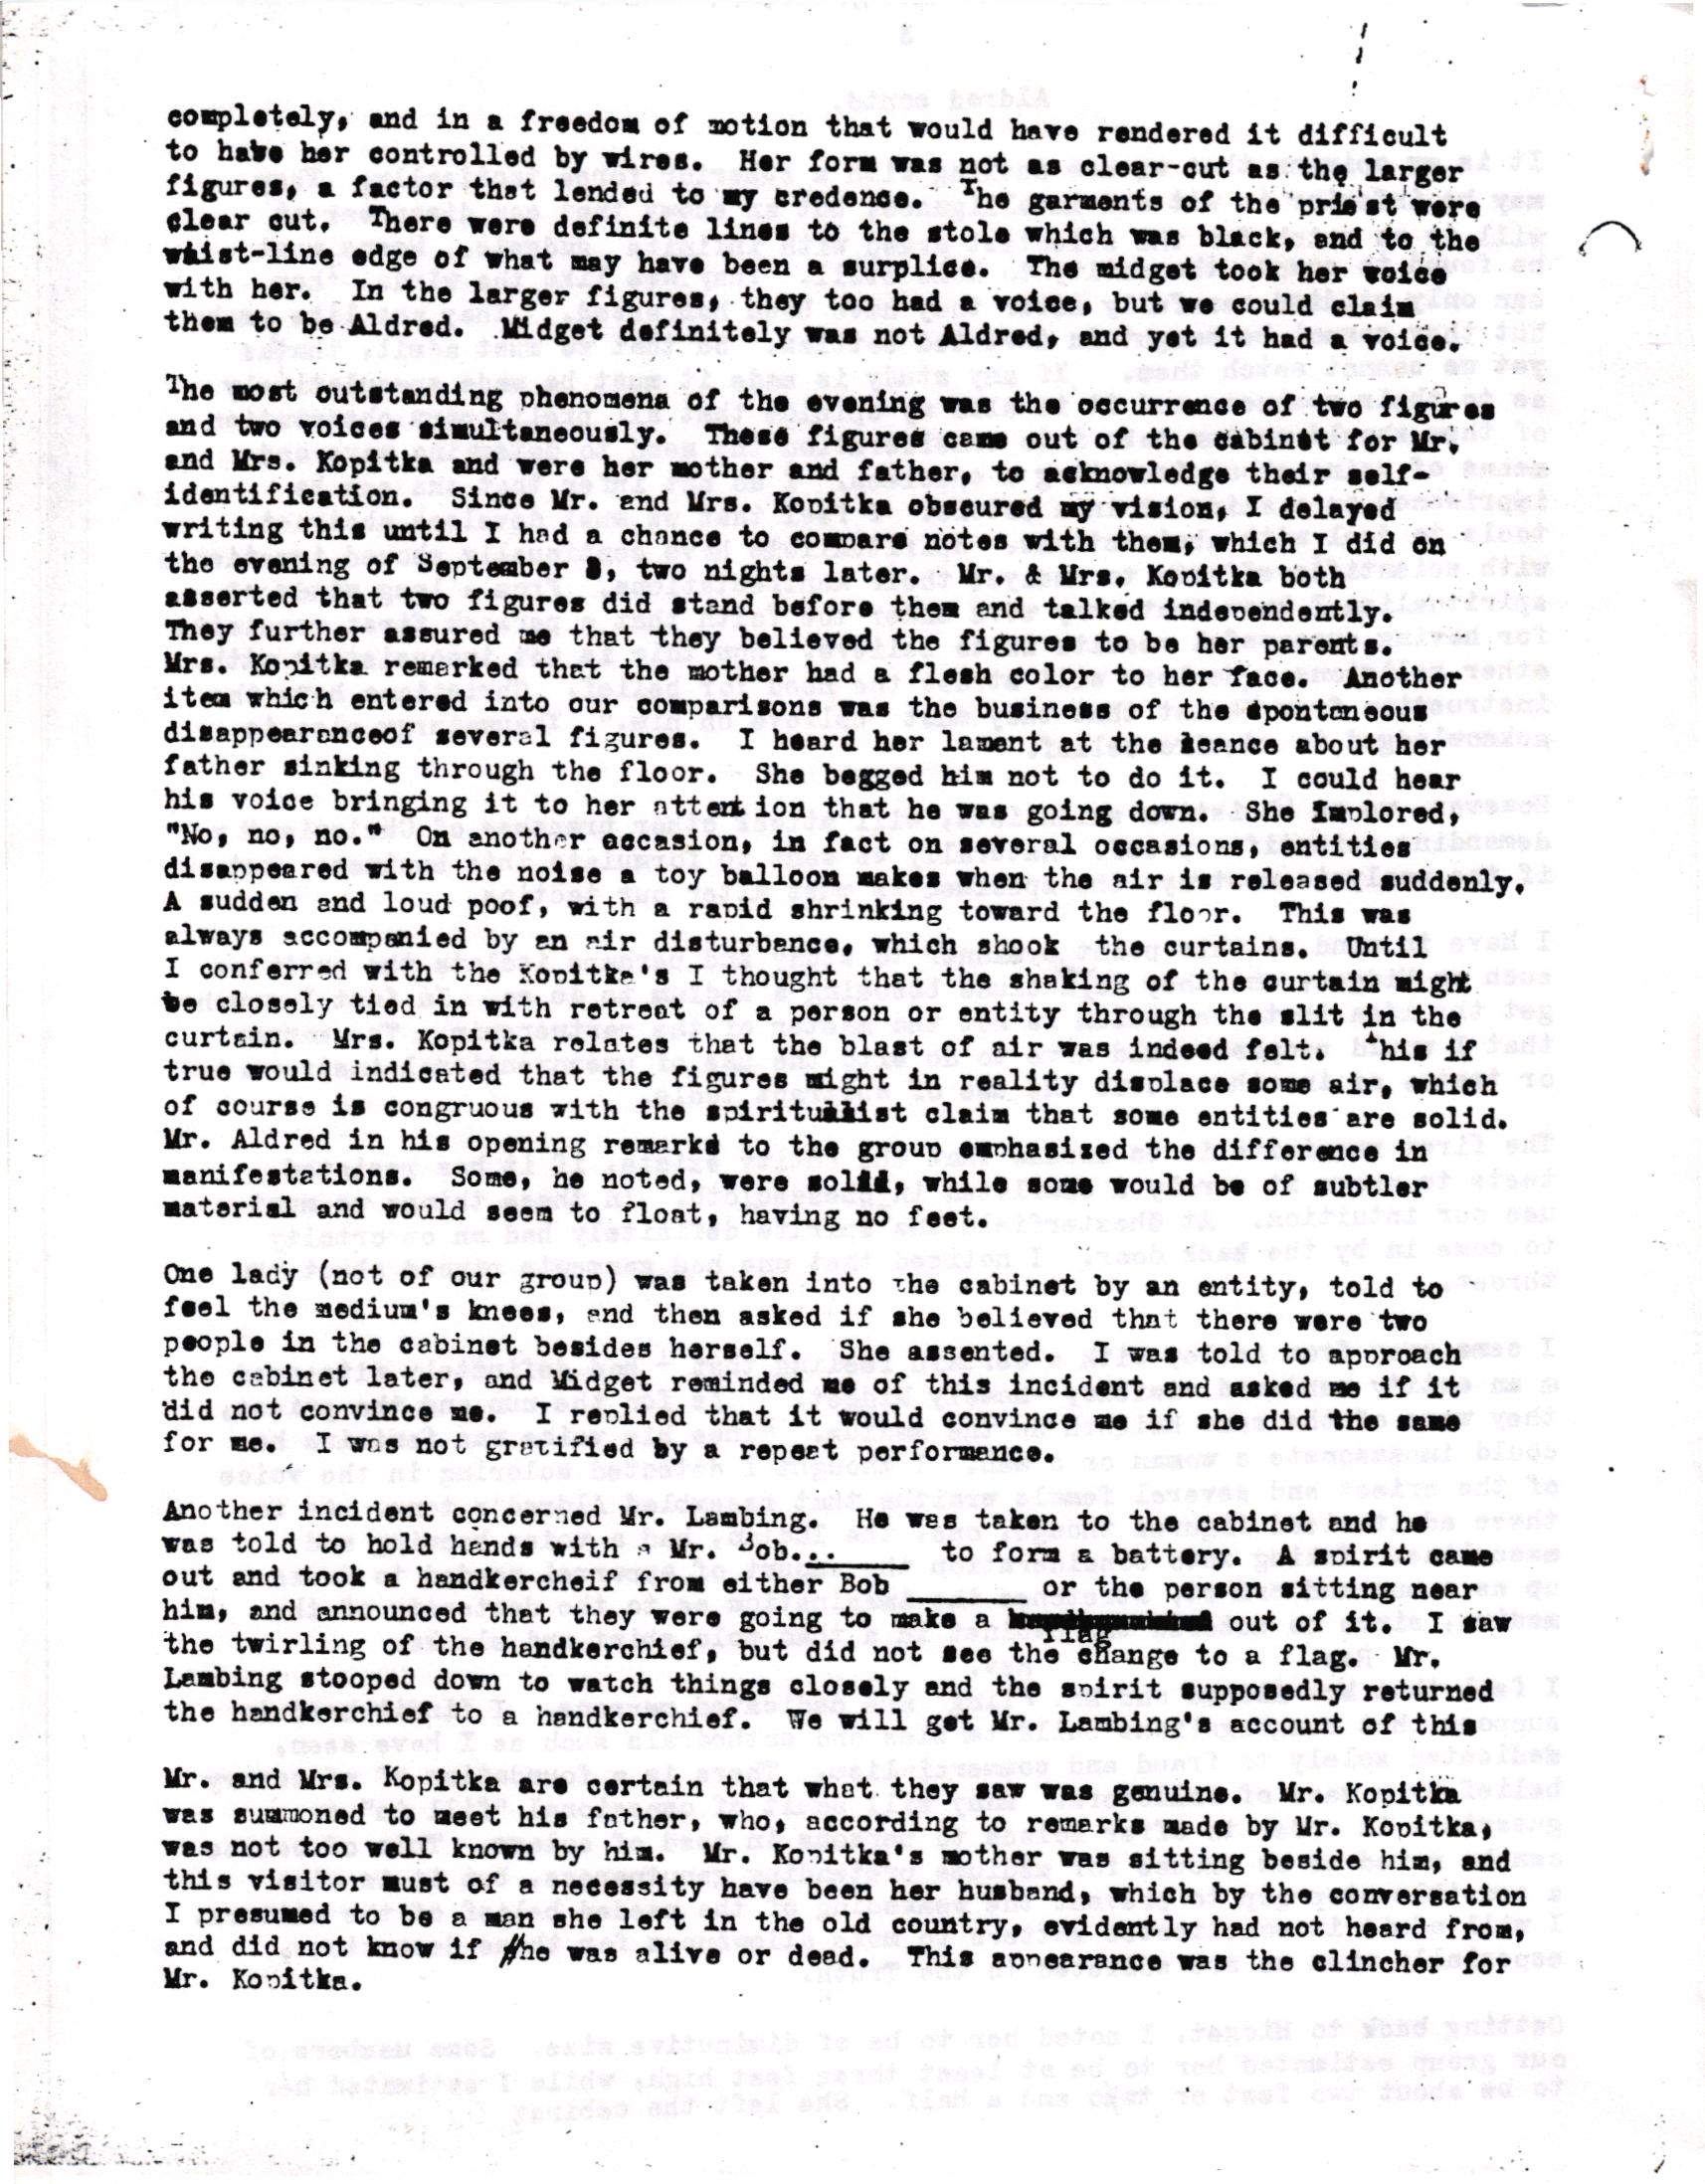 completely, and in a freedom of motion that would have rendered it difficult
to have her controlled by wires. Her form was not as clear-cut as the larger
figures, a factor that lended to my credence. The garments of the priest were
clear cut. There were definite lines to the stole which was black, and to the
waist-line edge of what may have been a surplice. The midget took her voice
with her. In the larger figures, they too had a voice, but we could claim
them to be Aldred. Midget definitely was not Aldred, and yet it had a voice.
The most outstanding phenomena of the evening was the occurrence of two figures
and two voices simultaneously. These figures came out of the cabinet for Mr.
and Mrs. Kopitka and were her mother and father, to acknowledge their self-
identification. Since Mr. and Mrs. Kopitka obscured my vision, I delayed
writing this until I had a chance to compare notes with them, which I did on
the evening of September , two nights later. Mr. & Mrs. Kopitka both
asserted that two figures did stand before them and talked independently.
They further assured me that they believed the figures to be her parents.
Mrs. Kopitka remarked that the mother had a flesh color to her face. Another
item which entered into our comparisons was the business of the spontaneous
disappearanceof several figures. I heard her lament at the seance about her
father sinking through the floor. She begged him not to do it. I could hear
his voice bringing it to her attention that he was going down. She Implored,
"No, no, no." On another occasion, in fact on several occasions, entities
disappeared with the noise a toy balloon makes when the air is released suddenly.
A sudden and loud poof, with a rapid shrinking toward the floor. This was
always accompanied by an air disturbance, which shook the curtains. Until
I conferred with the Kopitka's I thought that the shaking of the curtain might
be closely tied in with retreat of a person or entity through the slit in the
curtain. Mrs. Kopitka relates that the blast of air was indeed felt. This if
true would indicated that the figures might in reality displace some air, which
of course is congruous with the spiritualist claim that some entities are solid.
Mr. Aldred in his opening remarks to the group emphasized the difference in
manifestations. Some, he noted, were solid, while some would be of subtler
material and would seem to float, having no feet.
One lady (not of our group) was taken into the cabinet by an entity, told to
feel the medium's knees, and then asked if she believed that there were two
people in the cabinet besides herself. She assented. I was told to approach
the cabinet later, and Midget reminded me of this incident and asked me if it
did not convince me. I replied that it would convince me if she did the same
for me. I was not gratified by a repeat performance.
Another incident concerned Mr. Lambing. He was taken to the cabinet and he
was told to hold hands with a Mr. Bob...______ to form a battery. A spirit came
out and took a handkercheif from either Bob ______ or the person sitting near
him, and announced that they were going to make a flag out of it. I saw
the twirling of the handkerchief, but did not see the change to a flag. Mr.
Lambing stooped down to watch things closely and the spirit supposedly returned
the handkerchief to a handkerchief. We will get Mr. Lambing's account of this
Mr. and Mrs. Kopitka are certain that what they saw was genuine. Mr. Kopitka
was summoned to meet his father, who, according to remarks made by Mr. Kopitka,
was not too well known by him. Mr. Kopitka's mother was sitting beside him, and
this visitor must of a necessity have been her husband, which by the conversation
I presumed to be a man she left in the old country, evidently had not heard from,
and did not know if he was alive or dead. This appearance was the clincher for
Mr. Kopitka.